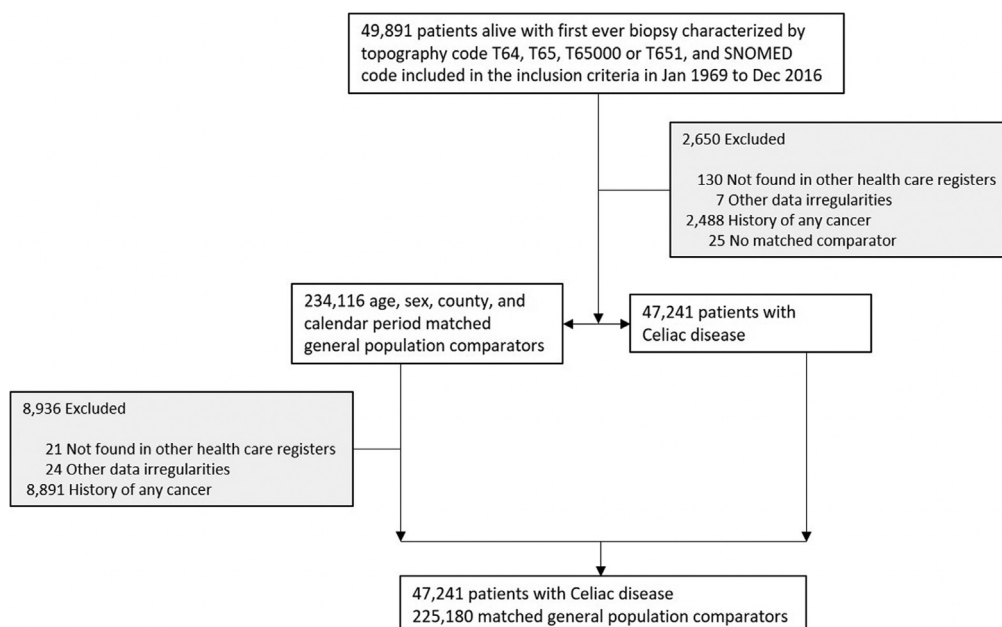 49,891 patients alive with first ever biopsy characterized by
topography code T64, T65, T65000 or T651, and SNOMED
code included in the inclusion criteria in Jan 1969 to Dec 2016
2,650 Excluded
130 Not found in other health care registers
7 Other data irregularities
2,488 History of any cancer
25 No matched comparator
234,116 age, sex, county, and
calendar period matched
general population comparators
47,241 patients with
Celiac disease
8,936 Excluded
21 Not found in other health care registers
24 Other data irregularities
8,891 History of any cancer
47,241 patients with Celiac disease
225,180 matched general population comparators